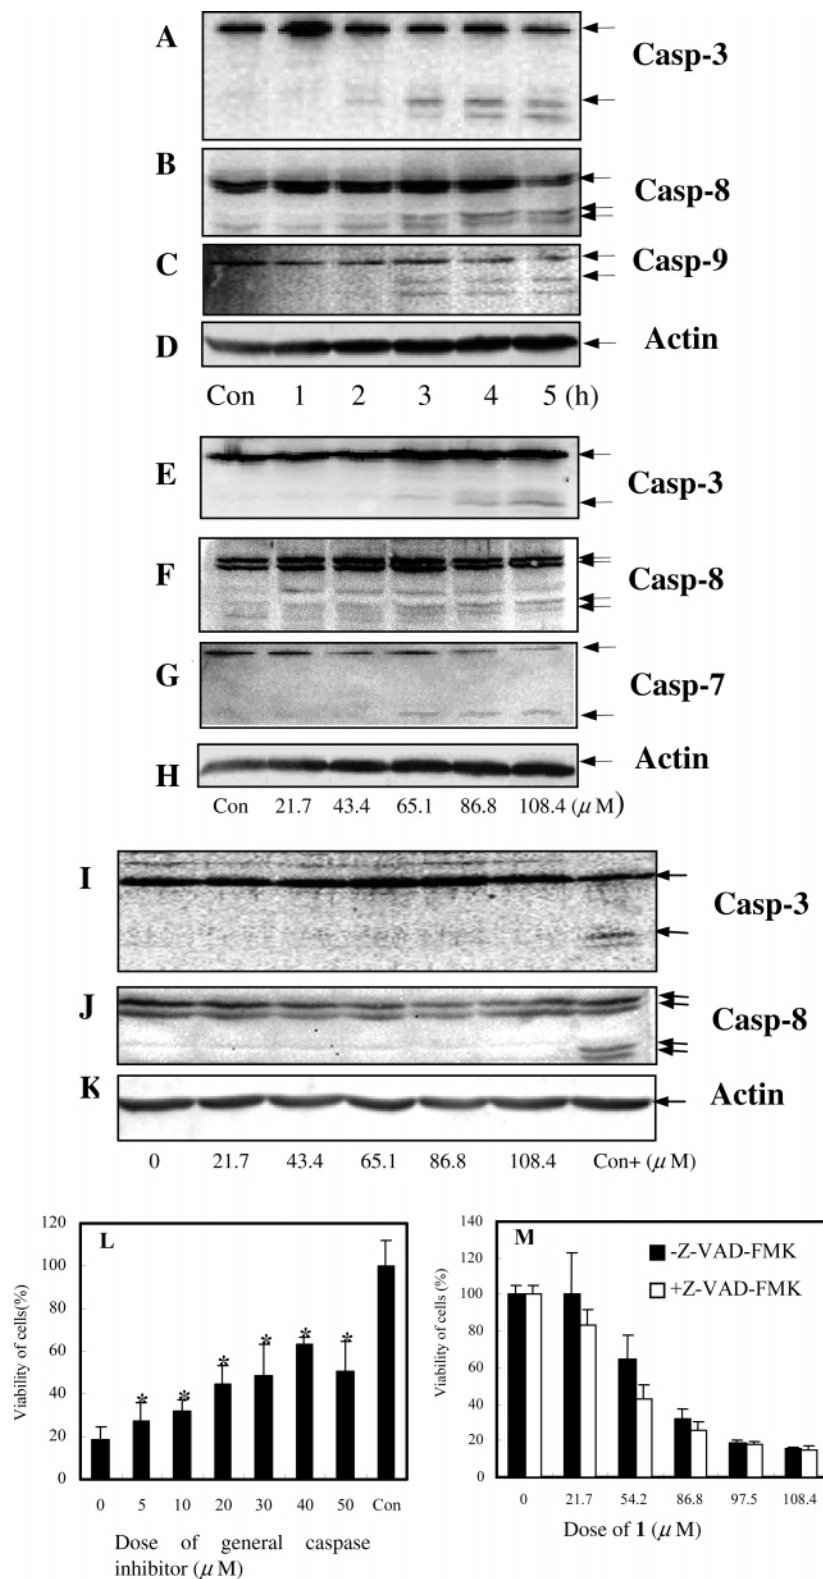 A
Casp-3
B
Casp-8
C
Casp-9
D
Actin
Con 1 2 3 4 5 (h)
E
Casp-3
F
Casp-8
G
Casp-7
H
Actin
Con 21.7 43.4 65.1 86.8 108.4 (μ M)
I
Casp-3
J
Casp-8
K
Actin
0 21.7 43.4 65.1 86.8 108.4 Con+ (μ M)
L
Viability of cells(%)
120
100
80
60
40
20
0
* * * * * *
0 5 10 20 30 40 50 Con
Dose of general caspase
inhibitor (μ M)
M
-Z-VAD-FMK
+Z-VAD-FMK
Viability of cells (%)
140
120
100
80
60
40
20
0
0 21.7 54.2 86.8 97.5 108.4
Dose of 1 (μ M)